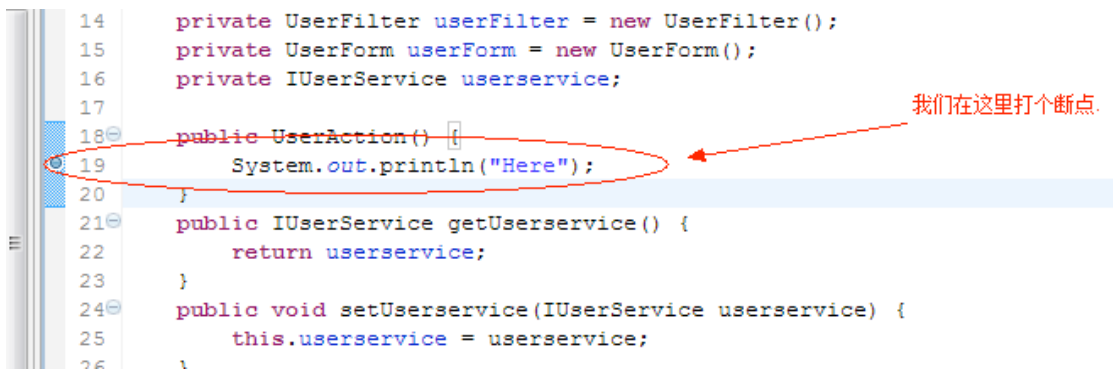 14 private UserFilter userFilter = new UserFilter();
15 private UserForm userForm = new UserForm();
16 private IUserService userservice;
17
我们在这里打个断点.
18 public UserAction() {
19 System.out.println("Here");
20 }
21 public IUserService getUserservice() {
22 return userservice;
23 }
24 public void setUserservice(IUserService userservice) {
25 this.userservice = userservice;
26 }